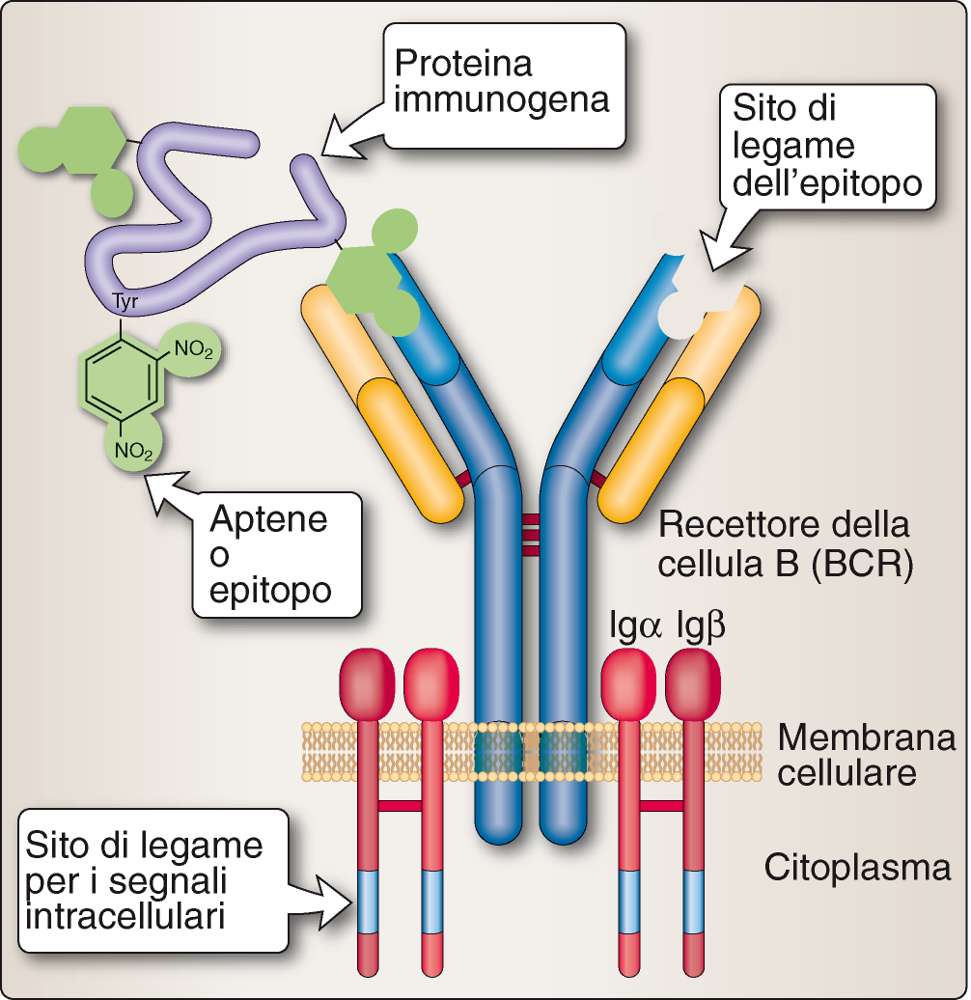 Proteina
immunogena
Sito di
legame
dell’epitopo
Tyr
NO₂
NO₂
Aptene
o
epitopo
Recettore della
cellula B (BCR)
Igα Igβ
Membrana
cellulare
Sito di legame
per i segnali
intracellulari
Citoplasma